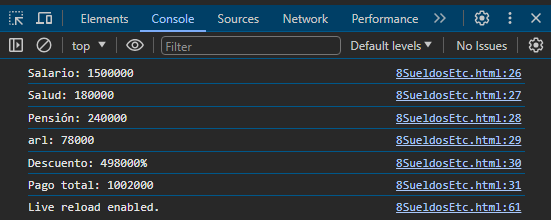 Elements Console Sources Network Performance
top Filter Default levels No Issues
Salario: 1500000 8SueldosEtc.html:26
Salud: 180000 8SueldosEtc.html:27
Pensión: 240000 8SueldosEtc.html:28
arl: 78000 8SueldosEtc.html:29
Descuento: 498000% 8SueldosEtc.html:30
Pago total: 1002000 8SueldosEtc.html:31
Live reload enabled. 8SueldosEtc.html:61